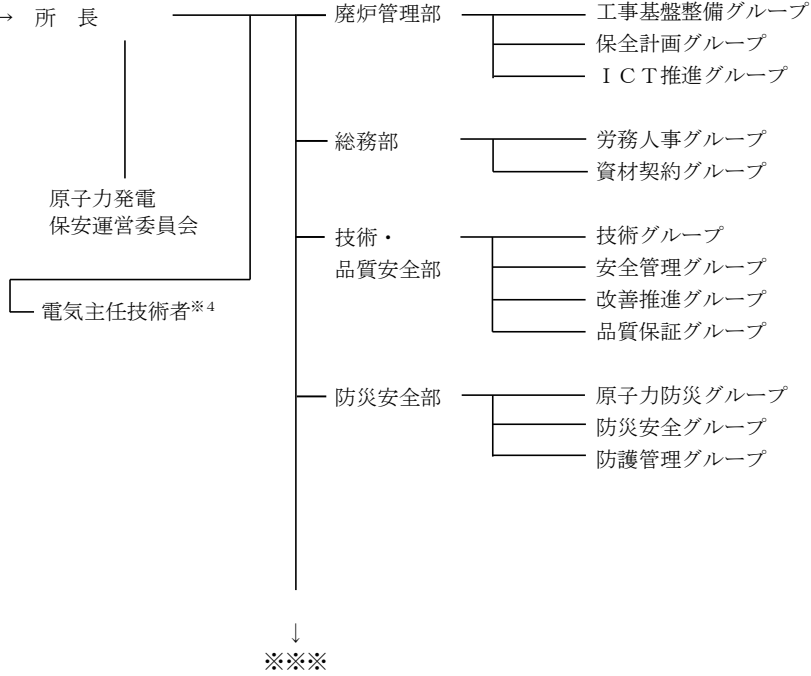 → 所 長
廃炉管理部
工事基盤整備グループ
保全計画グループ
ＩＣＴ推進グループ
総務部
労務人事グループ
資材契約グループ
原子力発電
保安運営委員会
技術・
品質安全部
技術グループ
安全管理グループ
改善推進グループ
品質保証グループ
電気主任技術者※4
防災安全部
原子力防災グループ
防災安全グループ
防護管理グループ
↓
※※※